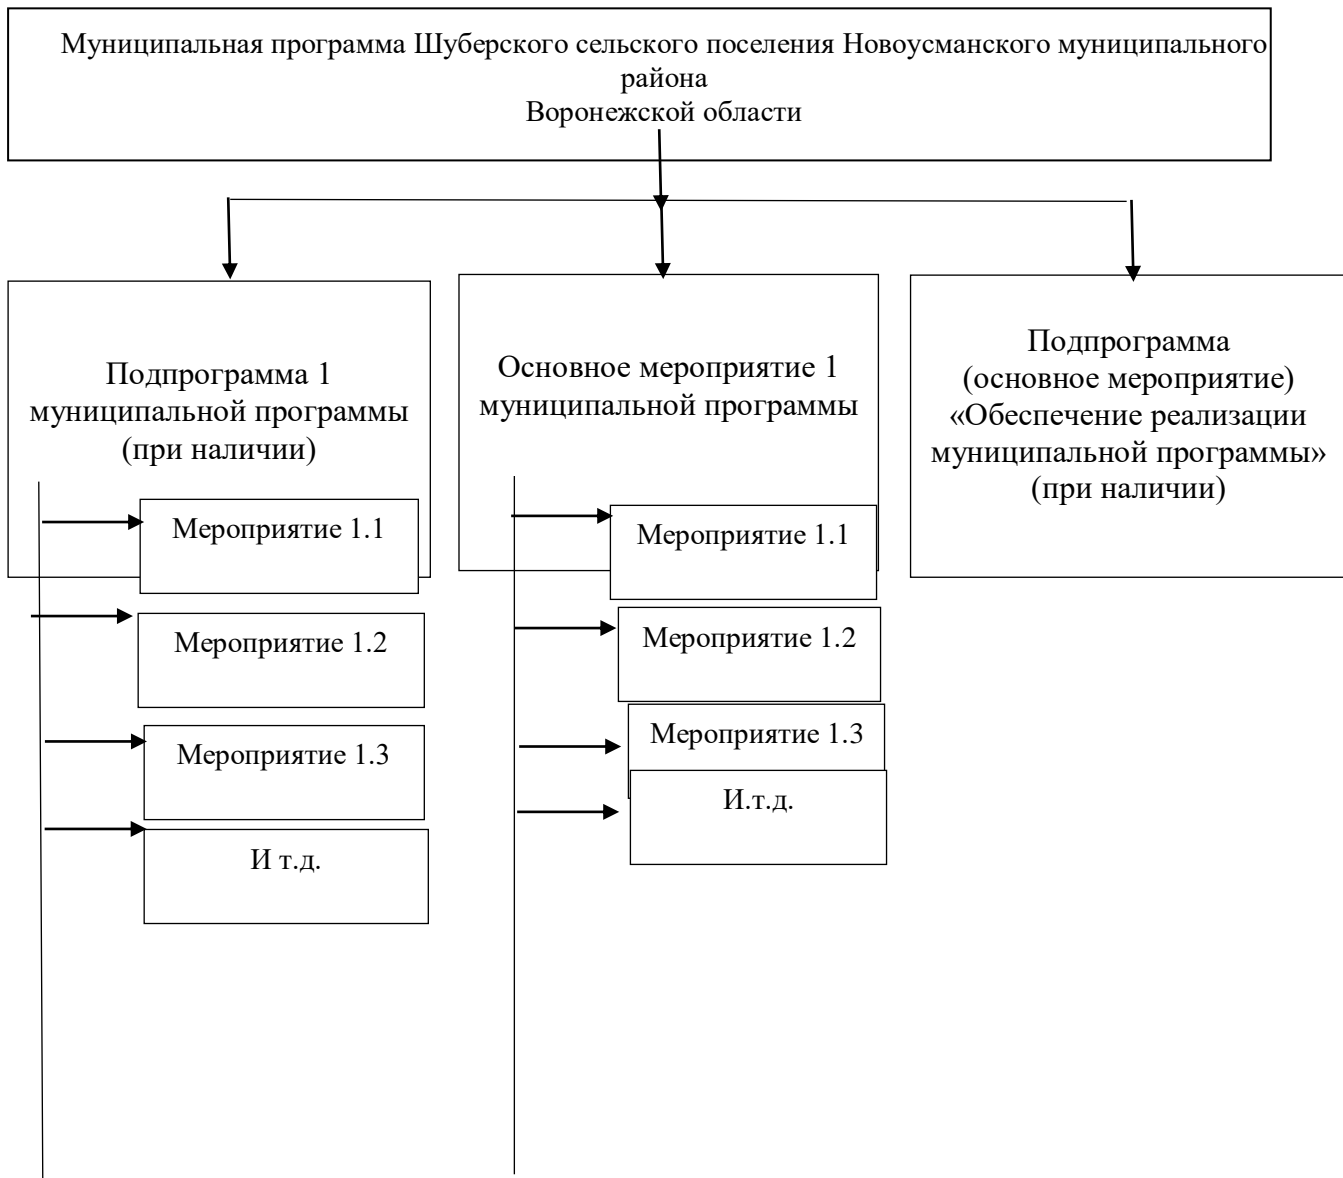 Муниципальная программа Шуберского сельского поселения Новоусманского муниципального
района
Воронежской области
Подпрограмма 1
муниципальной программы
(при наличии)
Мероприятие 1.1
Мероприятие 1.2
Мероприятие 1.3
И т.д.
Основное мероприятие 1
муниципальной программы
Мероприятие 1.1
Мероприятие 1.2
Мероприятие 1.3
И.т.д.
Подпрограмма
(основное мероприятие)
«Обеспечение реализации
муниципальной программы»
(при наличии)